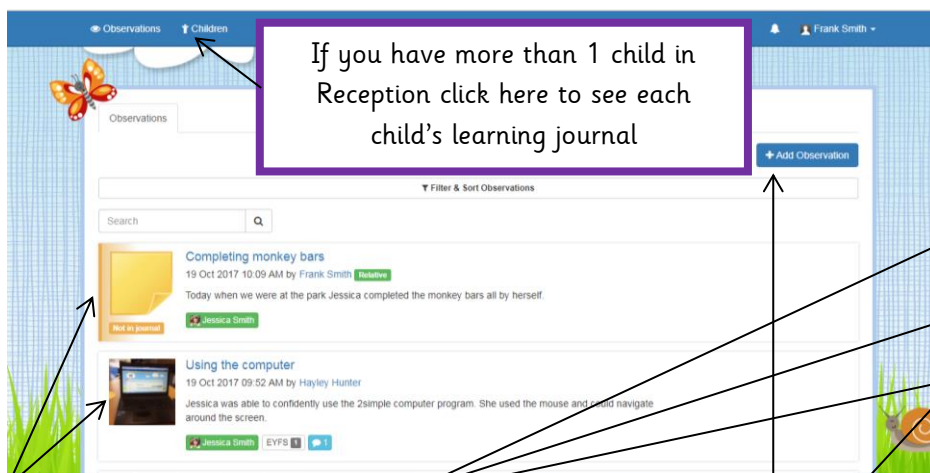 Observations Children Frank Smith
If you have more than 1 child in
Reception click here to see each
child's learning journal
Observations
+ Add Observation
Filter & Sort Observations
Search
Completing monkey bars
19 Oct 2017 10:09 AM by Frank Smith Relative
Today when we were at the park Jessica completed the monkey bars all by herself.
Not in journal
Jessica Smith
Using the computer
19 Oct 2017 09:52 AM by Hayley Hunter
Jessica was able to confidently use the 2simple computer program. She used the mouse and could navigate
around the screen.
Jessica Smith EYFS 1 1